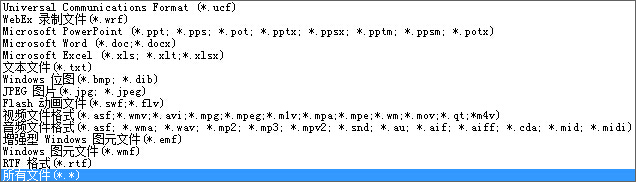 Universal Communications Format (*.ucf)
WebEx 录制文件(*.wrf)
Microsoft PowerPoint (*.ppt; *.pps; *.pot; *.pptx; *.ppsx; *.pptm; *.ppsm; *.potx)
Microsoft Word (*.doc;*.docx)
Microsoft Excel (*.xls; *.xlt;*.xlsx)
文本文件(*.txt)
Windows 位图(*.bmp; *.dib)
JPEG 图片(*.jpg; *.jpeg)
Flash 动画文件(*.swf;*.flv)
视频文件格式(*.asf;*.wmv;*.avi;*.mpg;*.mpeg;*.m1v;*.mpa;*.mpe;*.wm;*.mov;*.qt;*m4v)
音频文件格式(*.asf; *.wma; *.wav; *.mp2; *.mp3; *.mpv2; *.snd; *.au; *.aif; *.aiff; *.cda; *.mid; *.midi)
增强型 Windows 图元文件(*.emf)
Windows 图元文件(*.wmf)
RTF 格式(*.rtf)
所有文件(*.*)